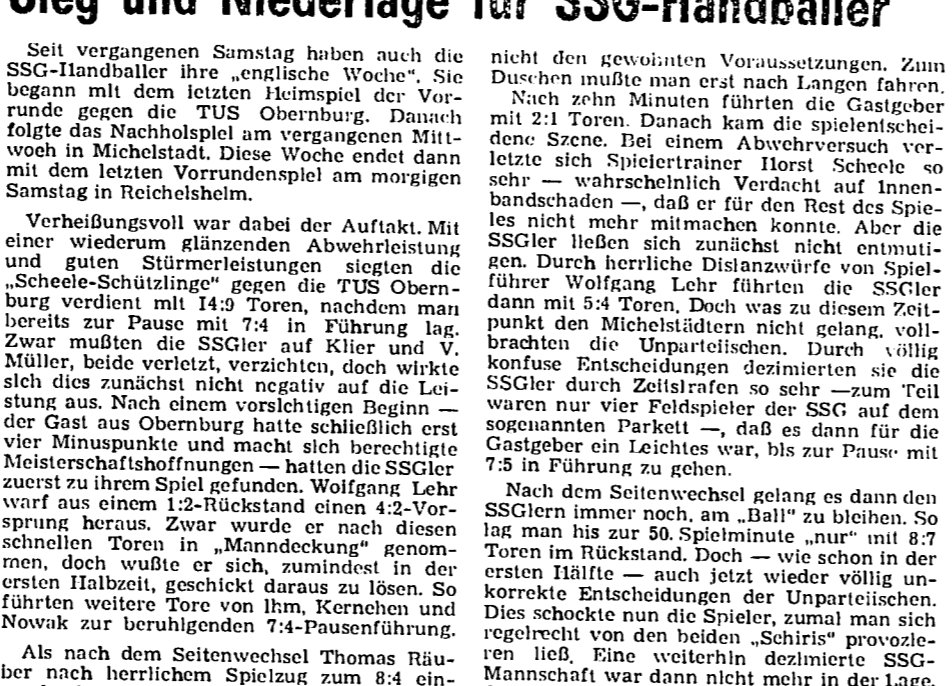 Sieg und Niederlage für SSG-Handballer
Seit vergangenen Samstag haben auch die
SSG-Handballer ihre „englische Woche“. Sie
begann mit dem letzten Heimspiel der Vor-
runde gegen die TUS Obernburg. Danach
folgte das Nachholspiel am vergangenen Mitt-
woch in Michelstadt. Diese Woche endet dann
mit dem letzten Vorrundenspiel am morgigen
Samstag in Reichelsheim.
Verheißungsvoll war dabei der Auftakt. Mit
einer wiederum glänzenden Abwehrleistung
und guten Stürmerleistungen siegten die
„Scheele-Schützlinge“ gegen die TUS Obern-
burg verdient mit 14:9 Toren, nachdem man
bereits zur Pause mit 7:4 in Führung lag.
Zwar mußten die SSGler auf Klier und V.
Müller, beide verletzt, verzichten, doch wirkte
sich dies zunächst nicht negativ auf die Lei-
stung aus. Nach einem vorsichtigen Beginn —
der Gast aus Obernburg hatte schließlich erst
vier Minuspunkte und macht sich berechtigte
Meisterschaftshoffnungen — hatten die SSGler
zuerst zu ihrem Spiel gefunden. Wolfgang Lehr
warf aus einem 1:2-Rückstand einen 4:2-Vor-
sprung heraus. Zwar wurde er nach diesen
schnellen Toren in „Manndeckung“ genom-
men, doch wußte er sich, zumindest in der
ersten Halbzeit, geschickt daraus zu lösen. So
führten weitere Tore von Ihm, Kernchen und
Nowak zur beruhigenden 7:4-Pausenführung.
Als nach dem Seitenwechsel Thomas Räu-
ber nach herrlichem Spielzug zum 8:4 ein-
nicht den gewohnten Voraussetzungen. Zum
Duschen mußte man erst nach Langen fahren.
Nach zehn Minuten führten die Gastgeber
mit 2:1 Toren. Danach kam die spielentschei-
dene Szene. Bei einem Abwehrversuch ver-
letzte sich Spielertrainer Horst Scheele so
sehr — wahrscheinlich Verdacht auf Innen-
bandschaden —, daß er für den Rest des Spie-
les nicht mehr mitmachen konnte. Aber die
SSGler ließen sich zunächst nicht entmuti-
gen. Durch herrliche Distanzwürfe von Spiel-
führer Wolfgang Lehr führten die SSGler
dann mit 5:4 Toren. Doch was zu diesem Zeit-
punkt den Michelstädtern nicht gelang, voll-
brachten die Unparteiischen. Durch völlig
konfuse Entscheidungen dezimierten sie die
SSGler durch Zeitstrafen so sehr —zum Teil
waren nur vier Feldspieler der SSG auf dem
sogenannten Parkett —, daß es dann für die
Gastgeber ein Leichtes war, bis zur Pause mit
7:5 in Führung zu gehen.
Nach dem Seitenwechsel gelang es dann den
SSGlern immer noch, am „Ball“ zu bleiben. So
lag man bis zur 50. Spielminute „nur“ mit 8:7
Toren im Rückstand. Doch — wie schon in der
ersten Hälfte — auch jetzt wieder völlig un-
korrekte Entscheidungen der Unparteiischen.
Dies schockte nun die Spieler, zumal man sich
regelrecht von den beiden „Schiris“ provozie-
ren ließ. Eine weiterhin dezimierte SSG-
Mannschaft war dann nicht mehr in der Lage,